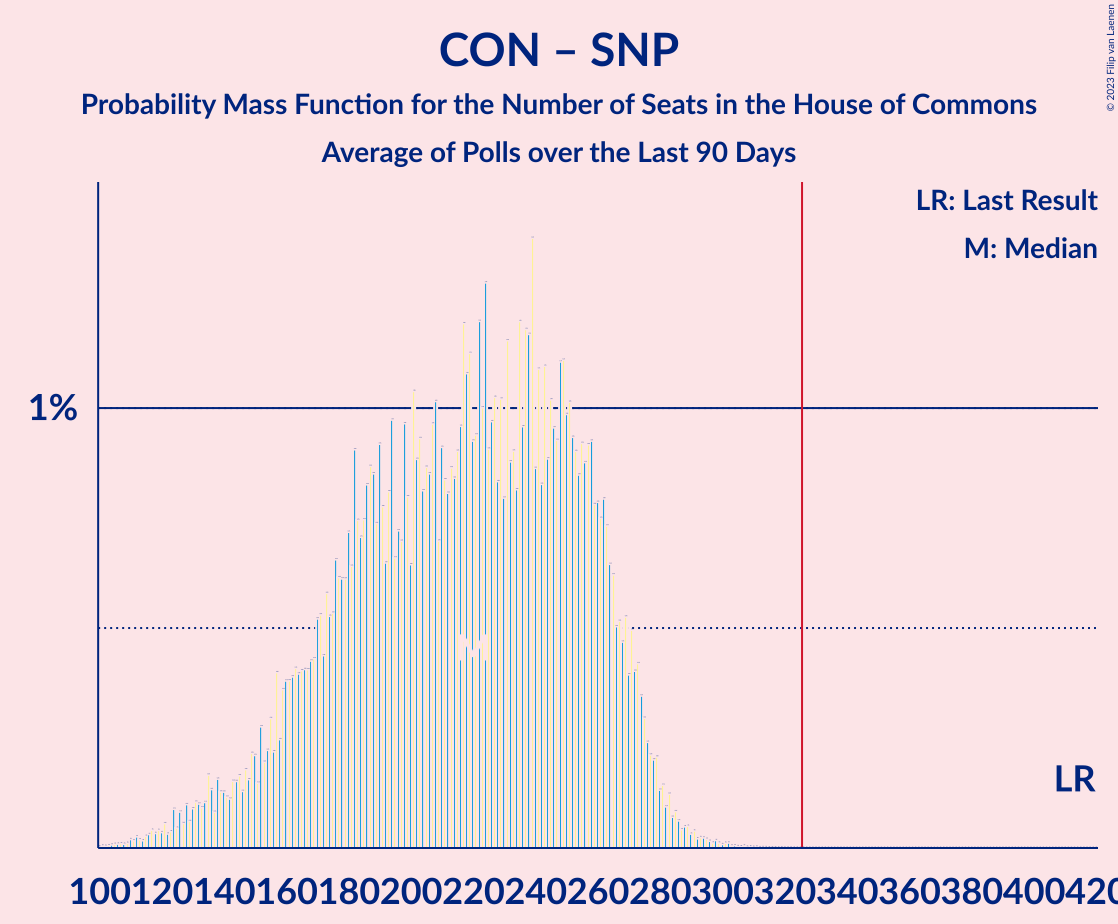 CON – SNP
Probability Mass Function for the Number of Seats in the House of Commons
Average of Polls over the Last 90 Days
© 2023 Filip van Laenen
LR: Last Result
M: Median
1%
M
LR
100 120 140 160 180 200 220 240 260 280 300 320 340 360 380 400 420